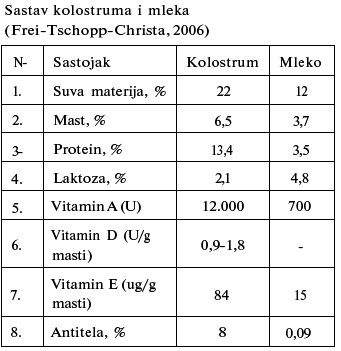 Sastav kolostruma i mleka
(Frei-Tschopp-Christa, 2006)
N- Sastojak Kolostrum Mleko
1. Suva materija, % 22 12
2. Mast, % 6,5 3,7
3- Protein, % 13,4 3,5
4. Laktoza, % 2,1 4,8
5. Vitamin A (U) 12.000 700
6. Vitamin D (U/g masti) 0,9-1,8 -
7. Vitamin E (ug/g masti) 84 15
8. Antitela, % 8 0,09